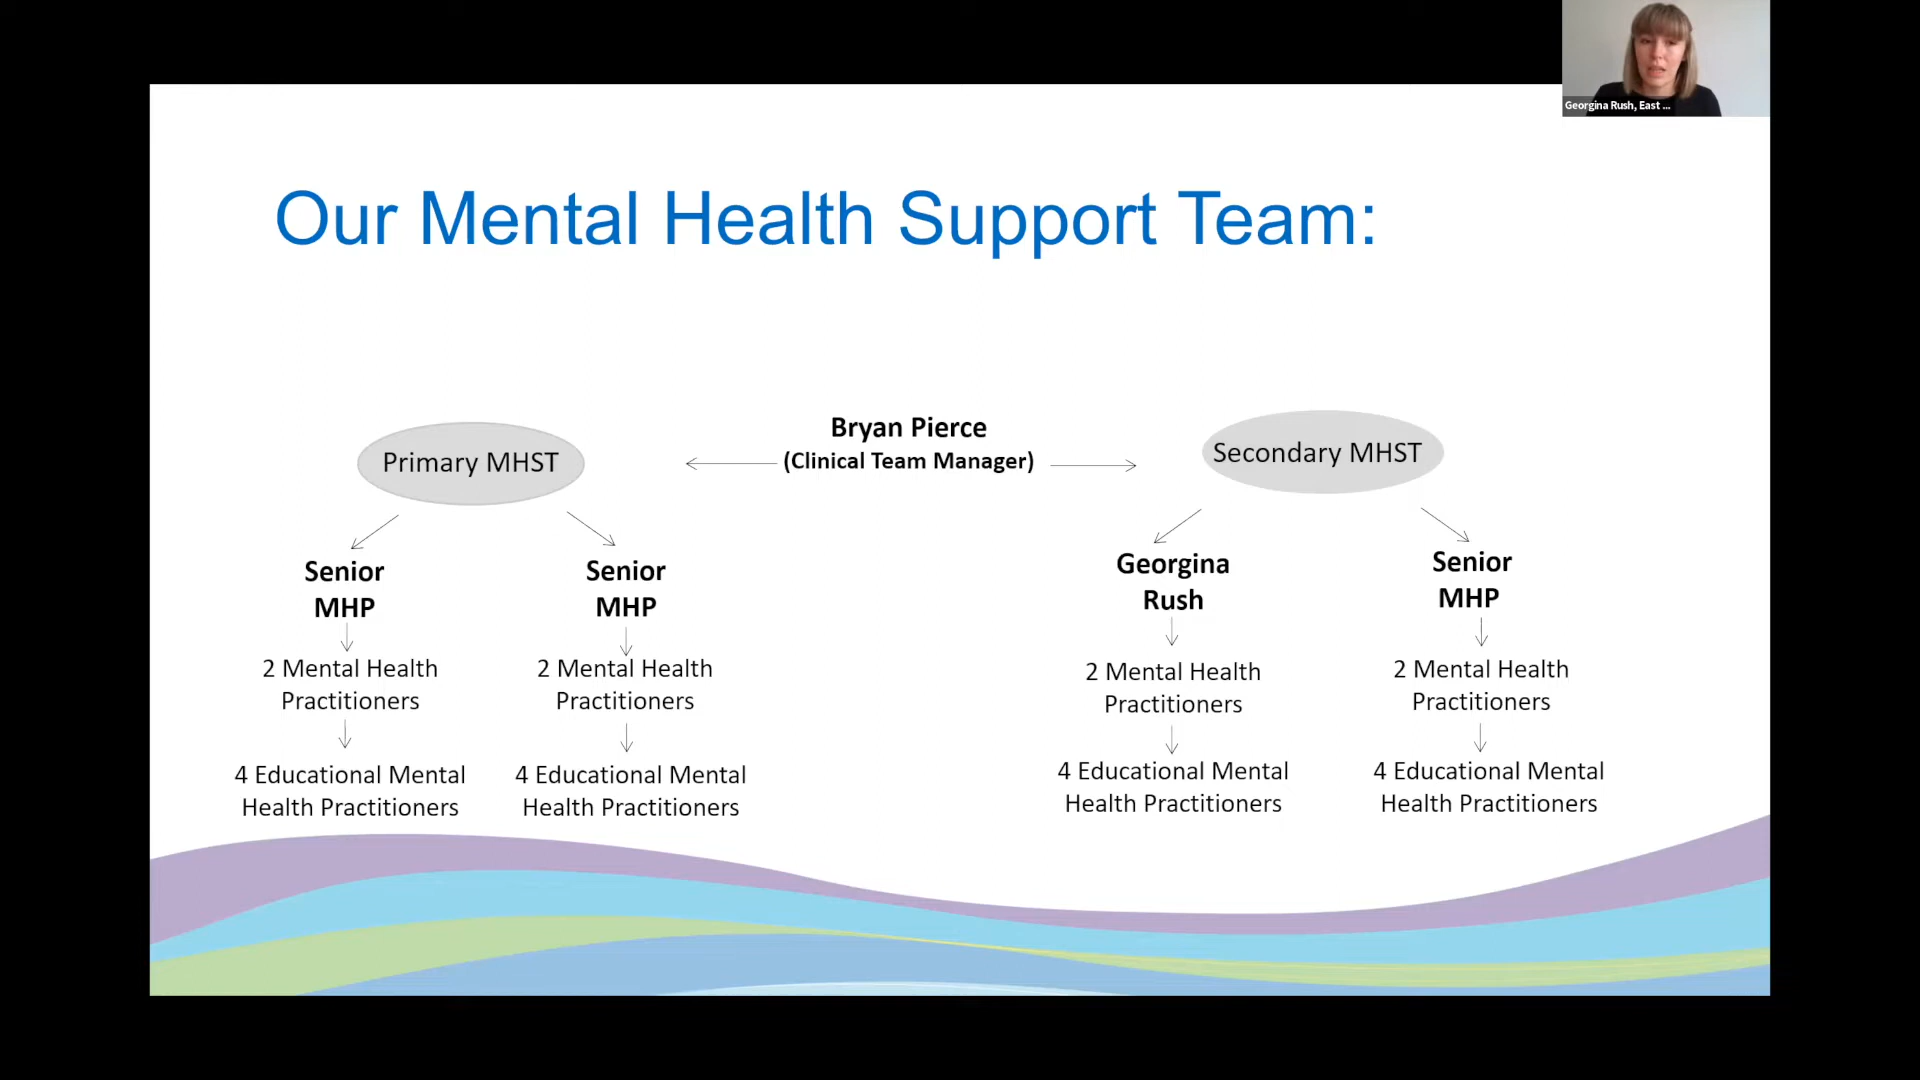 Georgina Rush, East ...
Our Mental Health Support Team:
Bryan Pierce
(Clinical Team Manager)
Primary MHST
Secondary MHST
Senior
MHP
2 Mental Health
Practitioners
4 Educational Mental
Health Practitioners
Senior
MHP
2 Mental Health
Practitioners
4 Educational Mental
Health Practitioners
Georgina
Rush
2 Mental Health
Practitioners
4 Educational Mental
Health Practitioners
Senior
MHP
2 Mental Health
Practitioners
4 Educational Mental
Health Practitioners